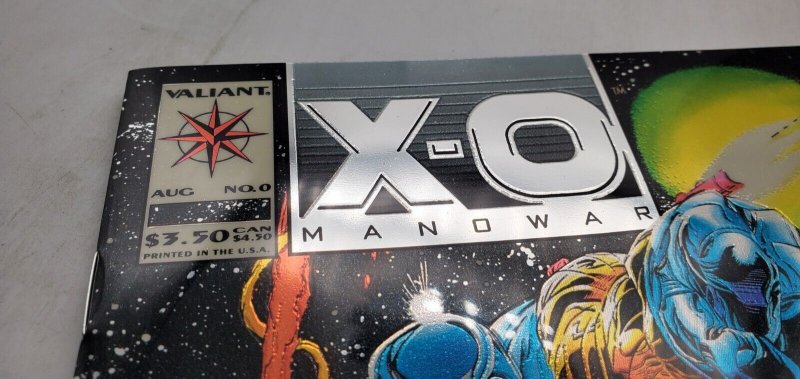 VALIANT.
AUG NO. 0
$3.50 CAN $4.50
PRINTED IN THE U.S.A.
X-O
MANOWAR
TM